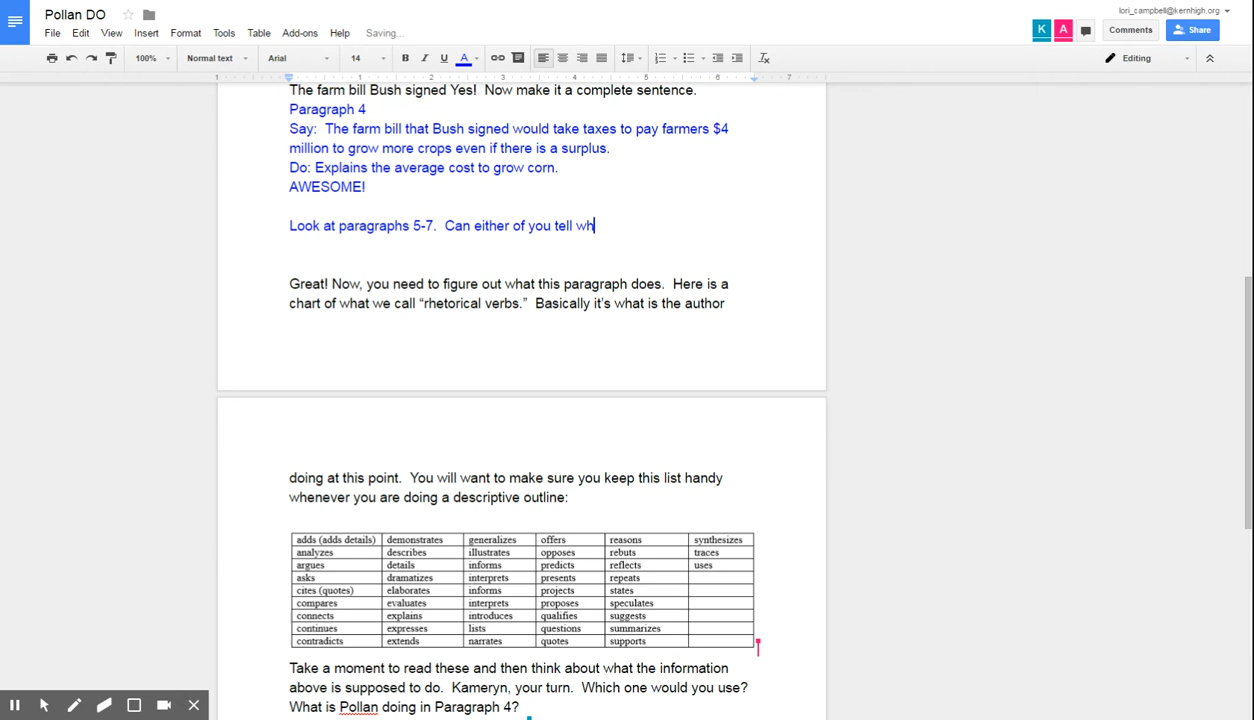 Pollan DO
lori_campbell@kernhigh.org
File Edit View Insert Format Tools Table Add-ons Help Saving...
K A Comments Share
100% Normal text Arial 14 B I U A Editing
1 1 2 3 4 5 6 7
The farm bill Bush signed Yes!  Now make it a complete sentence.
Paragraph 4
Say:  The farm bill that Bush signed would take taxes to pay farmers $4
million to grow more crops even if there is a surplus.
Do: Explains the average cost to grow corn.
AWESOME!
Look at paragraphs 5-7.  Can either of you tell wh
Great! Now, you need to figure out what this paragraph does.  Here is a
chart of what we call “rhetorical verbs.”  Basically it’s what is the author
doing at this point.  You will want to make sure you keep this list handy
whenever you are doing a descriptive outline:
adds (adds details) demonstrates generalizes offers reasons synthesizes
analyzes describes illustrates opposes rebuts traces
argues details informs predicts reflects uses
asks dramatizes interprets presents repeats
cites (quotes) elaborates informs projects states
compares evaluates interprets proposes speculates
connects explains introduces qualifies suggests
continues expresses lists questions summarizes
contradicts extends narrates quotes supports
Take a moment to read these and then think about what the information
above is supposed to do.  Kameryn, your turn.  Which one would you use?
What is Pollan doing in Paragraph 4?